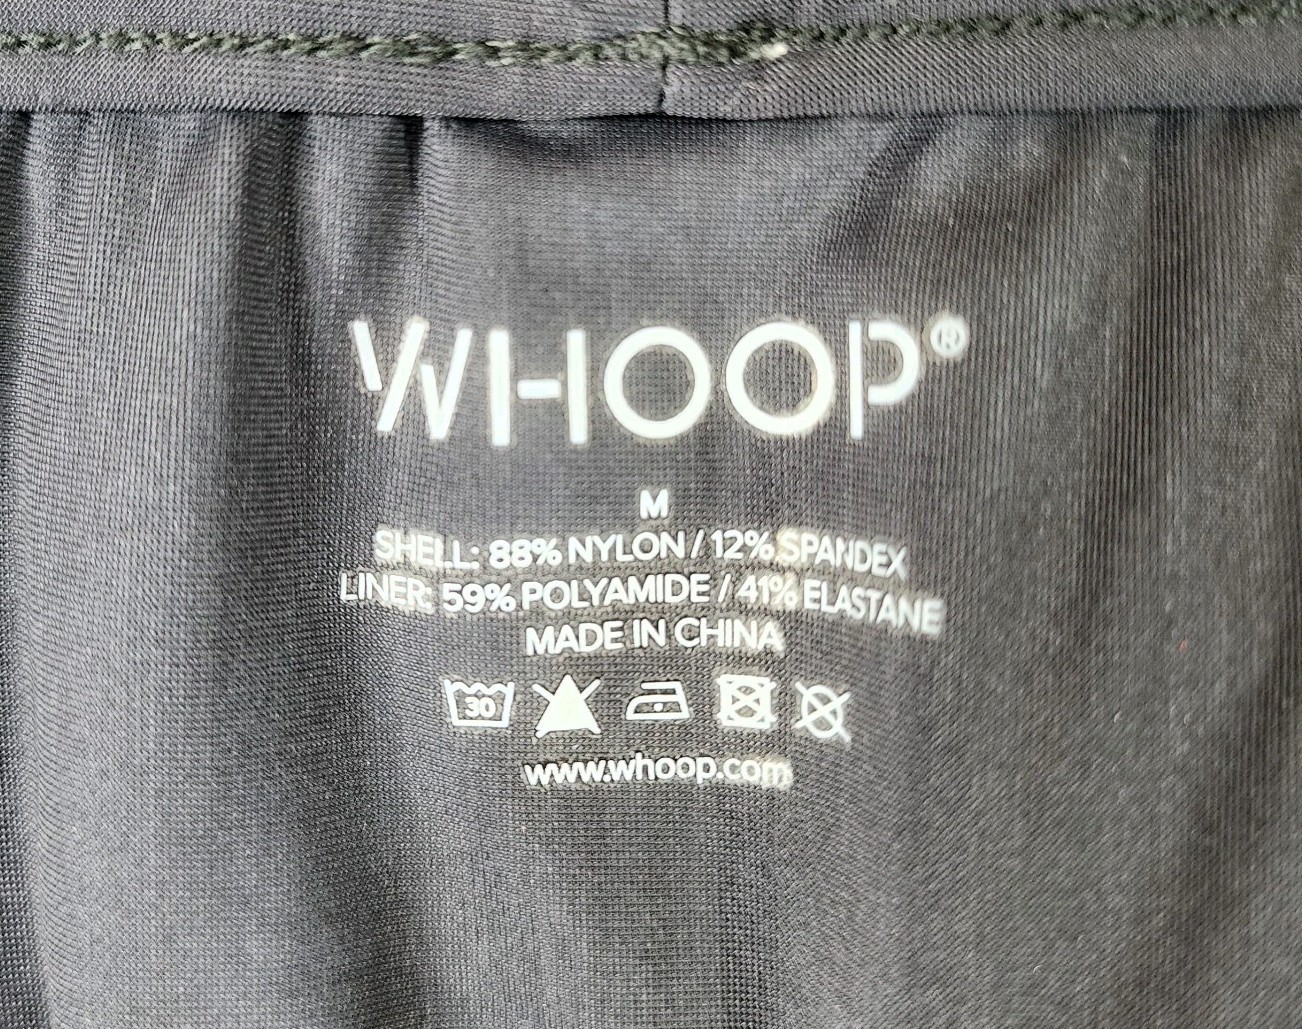 WHOOP®
M
SHELL: 88% NYLON / 12% SPANDEX
LINER: 59% POLYAMIDE / 41% ELASTANE
MADE IN CHINA
30
www.whoop.com